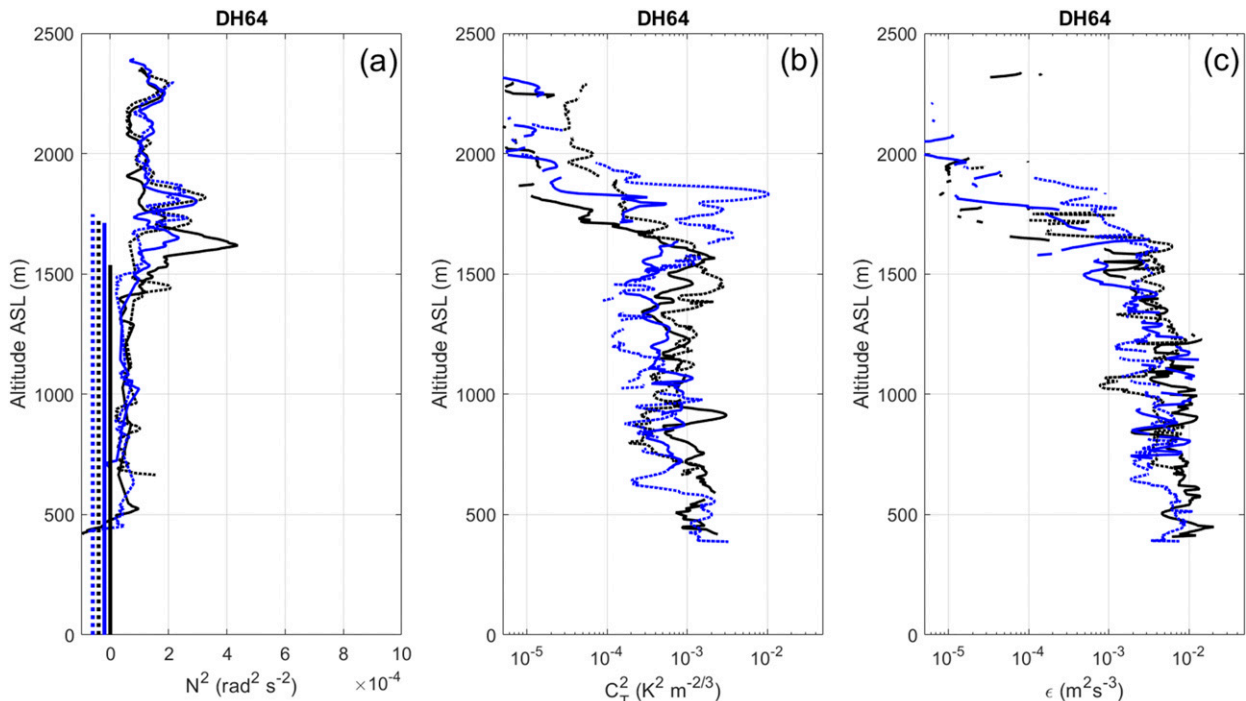 DH64
(a)
2500
2000
1500
1000
500
0
Altitude ASL (m)
0 2 4 6 8 10
N² (rad² s⁻²)
×10⁻⁴
DH64
(b)
2500
2000
1500
1000
500
0
Altitude ASL (m)
10⁻⁵ 10⁻⁴ 10⁻³ 10⁻²
C_T² (K² m⁻²ᐟ³)
DH64
(c)
2500
2000
1500
1000
500
0
Altitude ASL (m)
10⁻⁵ 10⁻⁴ 10⁻³ 10⁻²
ϵ (m²s⁻³)